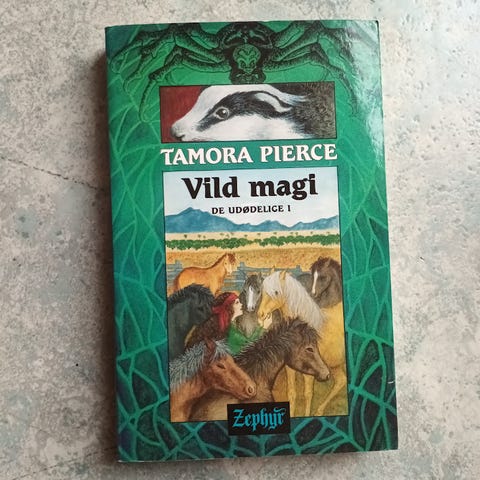 TAMORA PIERCE
Vild magi
DE UDØDELIGE 1
Zephyr